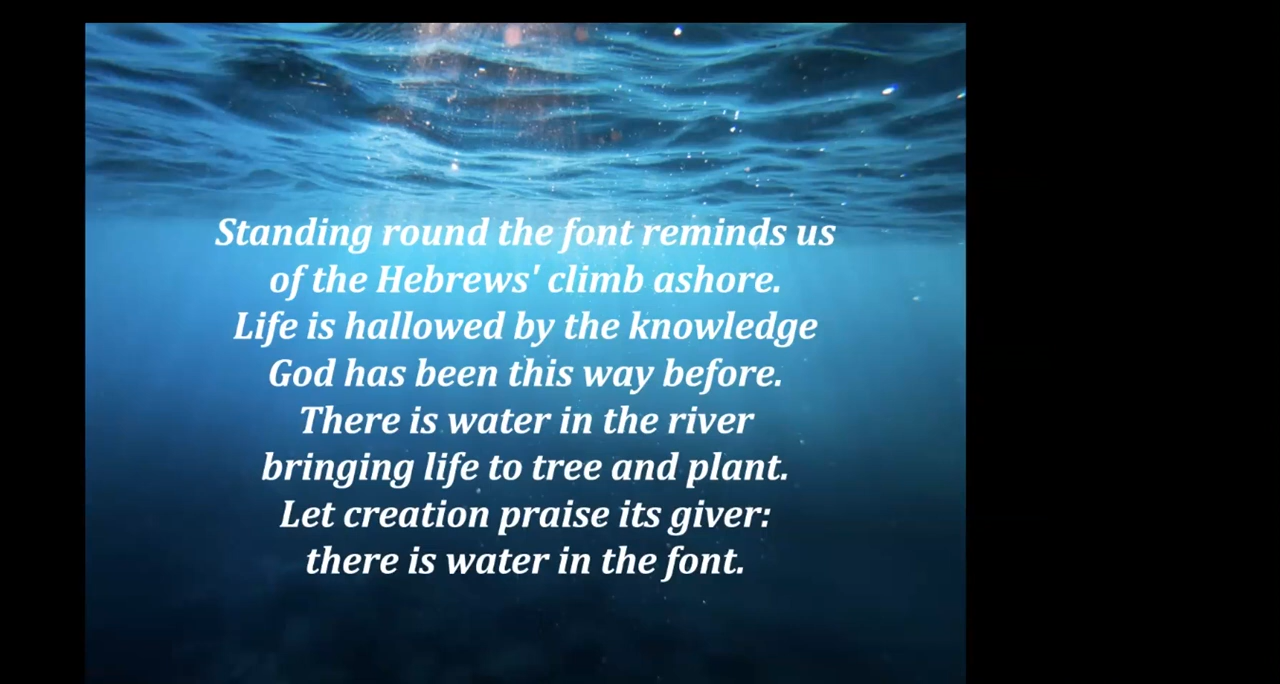 Standing round the font reminds us
of the Hebrews' climb ashore.
Life is hallowed by the knowledge
God has been this way before.
There is water in the river
bringing life to tree and plant.
Let creation praise its giver:
there is water in the font.